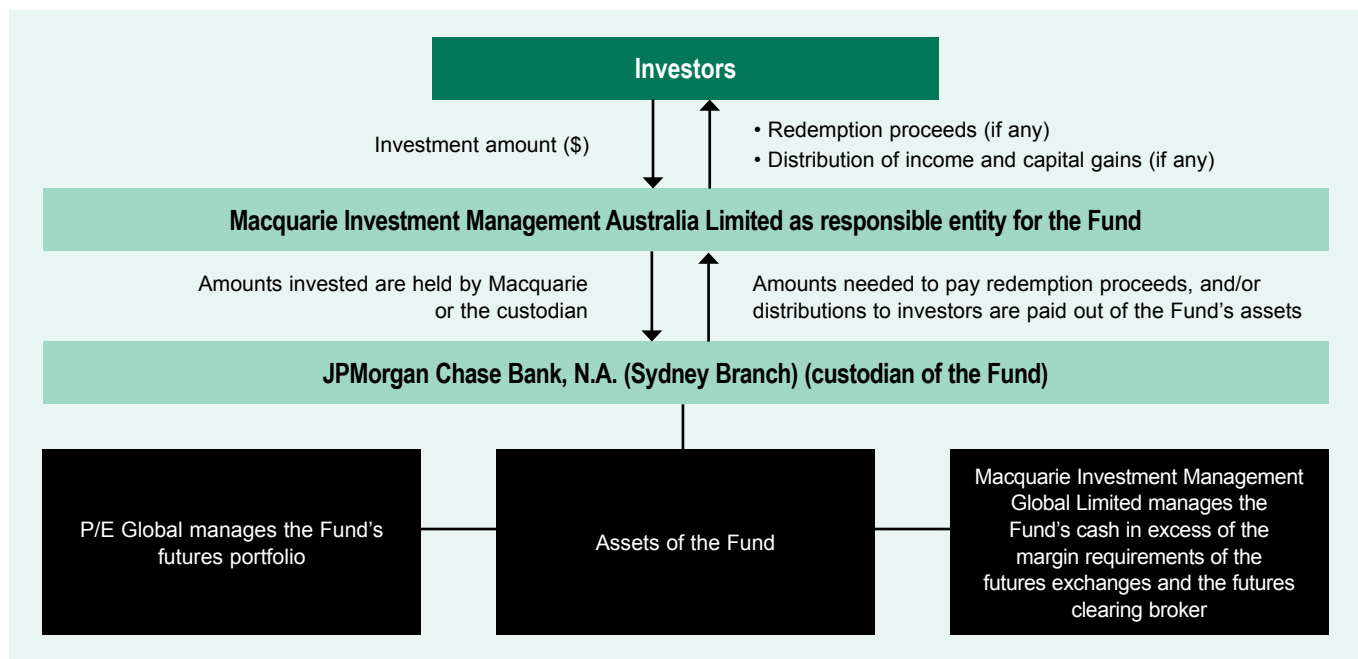 Investors
Investment amount ($)
• Redemption proceeds (if any)
• Distribution of income and capital gains (if any)
Macquarie Investment Management Australia Limited as responsible entity for the Fund
Amounts invested are held by Macquarie
or the custodian
Amounts needed to pay redemption proceeds, and/or
distributions to investors are paid out of the Fund’s assets
JPMorgan Chase Bank, N.A. (Sydney Branch) (custodian of the Fund)
P/E Global manages the Fund’s
futures portfolio
Assets of the Fund
Macquarie Investment Management
Global Limited manages the
Fund’s cash in excess of the
margin requirements of the
futures exchanges and the futures
clearing broker